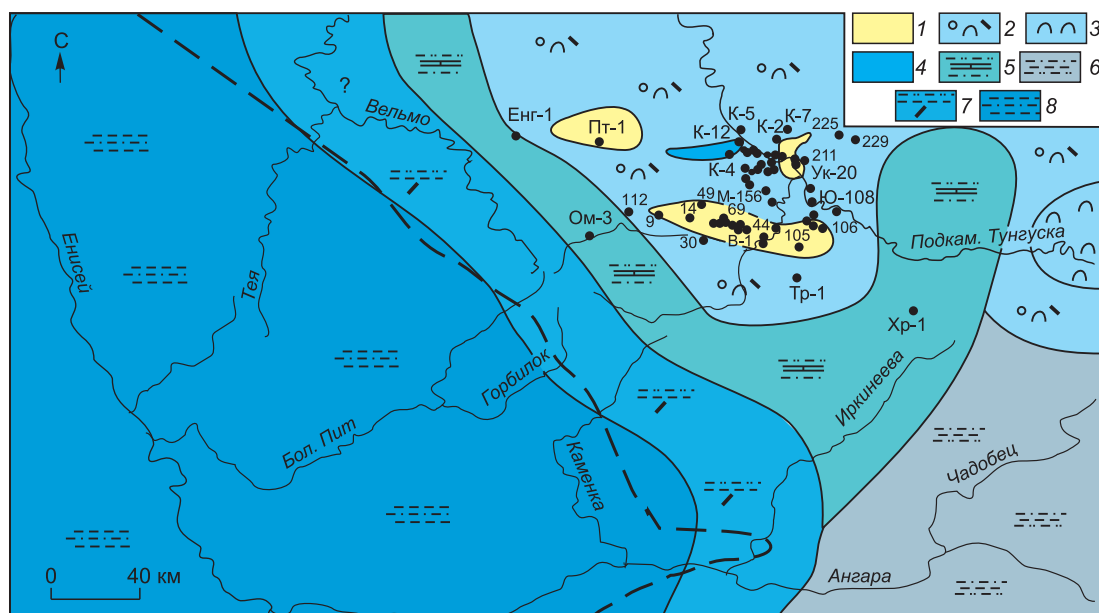 С
1
2
3
4
5
6
7
8
?
Вельмо
Енг-1
Пт-1
К-5
К-7
К-12
К-2
225
229
211
К-4
Ук-20
49
М-156
Ю-108
112
9
14
69
44
Ом-3
30
В-1
105
106
Подкам. Тунгуска
Енисей
Тея
Тр-1
Хр-1
Горбилок
Иркинеева
Бол. Пит
Каменка
Чадобец
0
40 км
Ангара